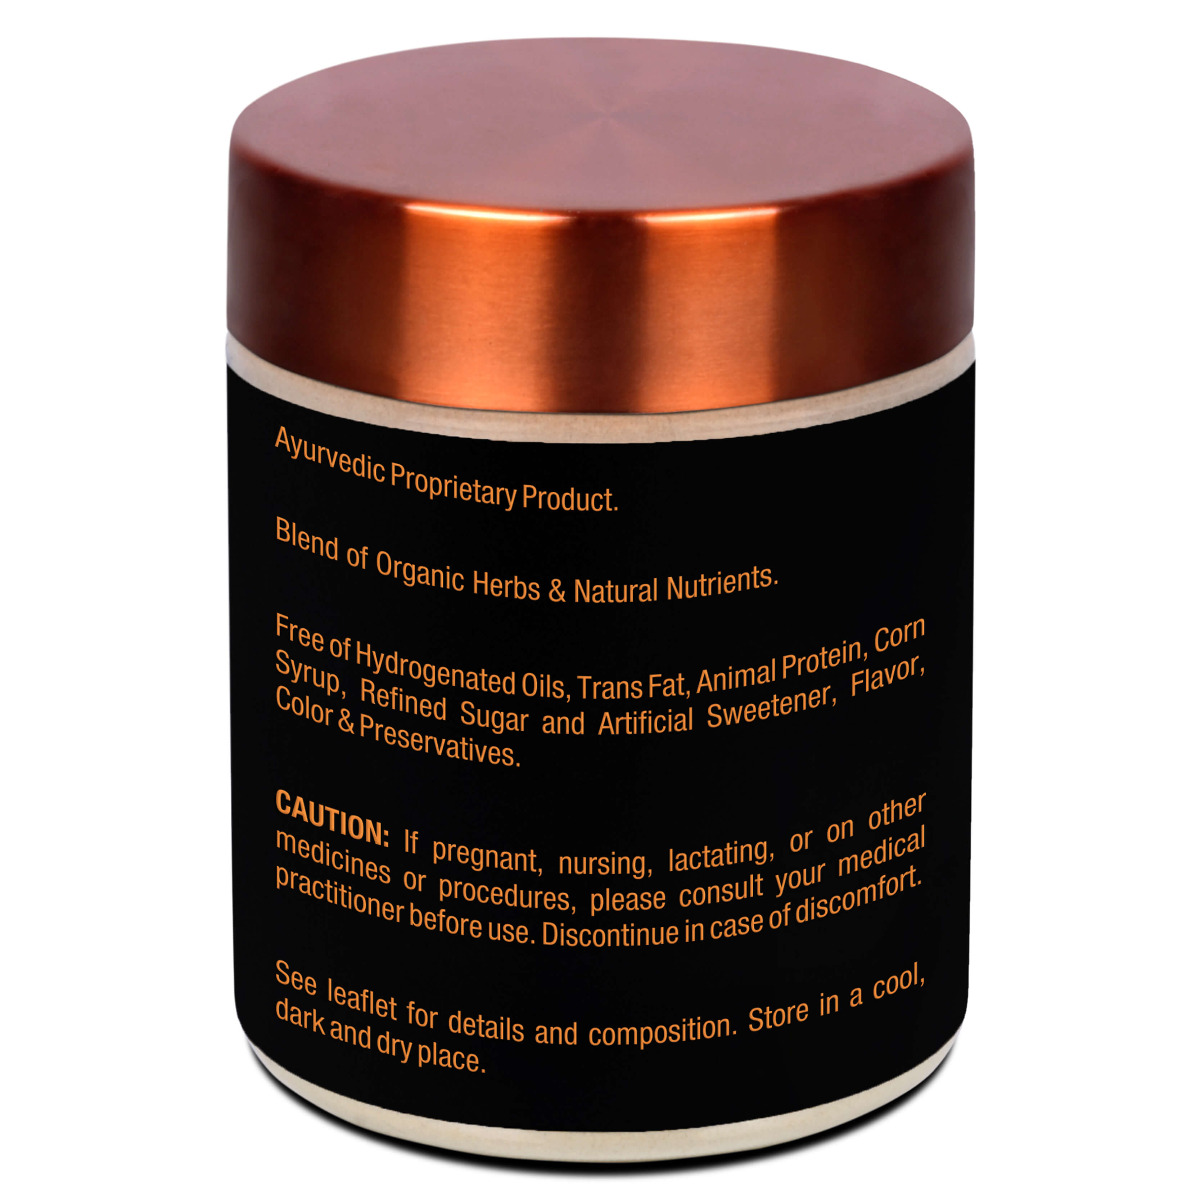 Ayurvedic Proprietary Product.
Blend of Organic Herbs & Natural Nutrients.
Free of Hydrogenated Oils, Trans Fat, Animal Protein, Corn
Syrup, Refined Sugar and Artificial Sweetener, Flavor,
Color & Preservatives.
CAUTION: If pregnant, nursing, lactating, or on other
medicines or procedures, please consult your medical
practitioner before use. Discontinue in case of discomfort.
See leaflet for details and composition. Store in a cool,
dark and dry place.